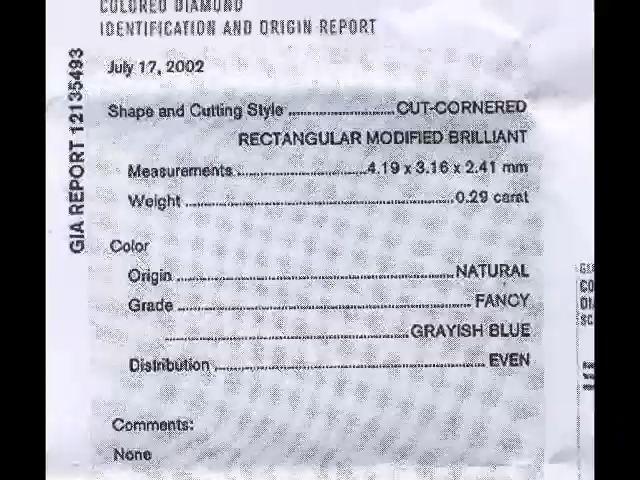 COLORED DIAMOND
IDENTIFICATION AND ORIGIN REPORT
GIA REPORT 12135493
July 17, 2002
Shape and Cutting Style ........................ CUT-CORNERED
RECTANGULAR MODIFIED BRILLIANT
Measurements ........................ 4.19 x 3.16 x 2.41 mm
Weight ........................ 0.29 carat
Color
Origin ........................ NATURAL
Grade ........................ FANCY
........................ GRAYISH BLUE
Distribution ........................ EVEN
Comments:
None